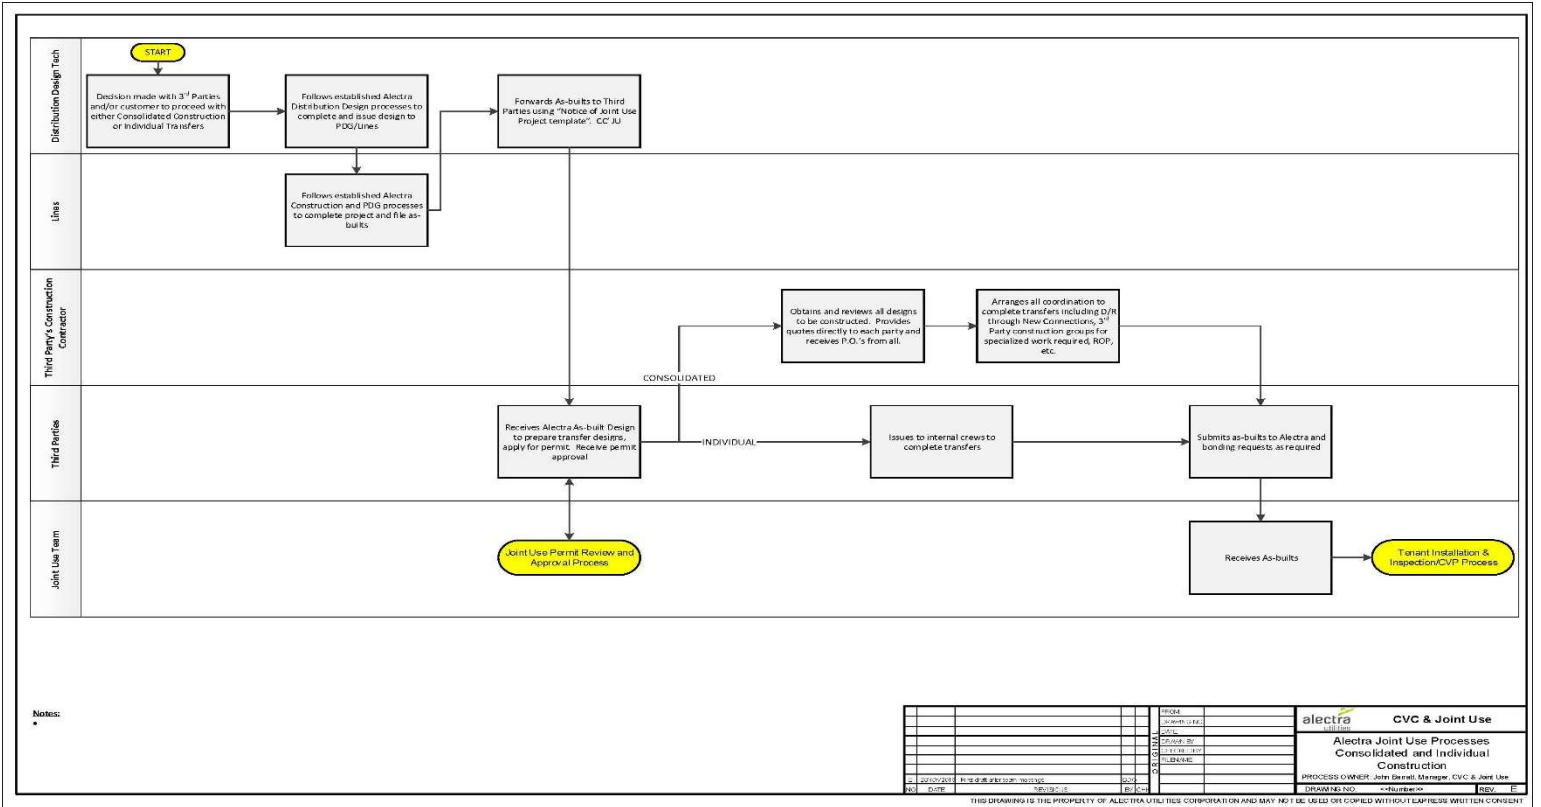 START
Distribution Design Tech
Decision made with 3rd Parties
and/or customer to proceed with
either Consolidated Construction
or Individual Transfers
Follows established Alectra
Distribution Design processes to
complete and issue design to
PDG/Lines
Forwards As-builts to Third
Parties using "Notice of Joint Use
Project template". CC' JU
Lines
Follows established Alectra
Construction and PDG processes
to complete project and file as-
builts
Third Party's Construction
Contractor
Obtains and reviews all designs
to be constructed. Provides
quotes directly to each party and
receives P.O.'s from all.
Arranges all coordination to
complete transfers including D/R
through New Connections, 3rd
Party construction groups for
specialized work required, ROP,
etc.
CONSOLIDATED
Third Parties
Receives Alectra As-built Design
to prepare transfer designs,
apply for permit. Receive permit
approval
INDIVIDUAL
Issues to internal crews to
complete transfers
Submits as-builts to Alectra and
bonding requests as required
Joint Use Team
Joint Use Permit Review and
Approval Process
Receives As-builts
Tenant Installation &
Inspection/CVP Process
Notes:
•
NO
DATE
REVISIONS
BY
First draft after team meetings
ORIGINAL
FROM
DRAWING NO
DATE
DRAWN BY
CHECKED BY
FILENAME
alectra
utilities
CVC & Joint Use
Alectra Joint Use Processes
Consolidated and Individual
Construction
PROCESS OWNER: John Barratt, Manager, CVC & Joint Use
DRAWING NO. <<Number>> REV. E
THIS DRAWING IS THE PROPERTY OF ALECTRA UTILITIES CORPORATION AND MAY NOT BE USED OR COPIED WITHOUT EXPRESS WRITTEN CONSENT